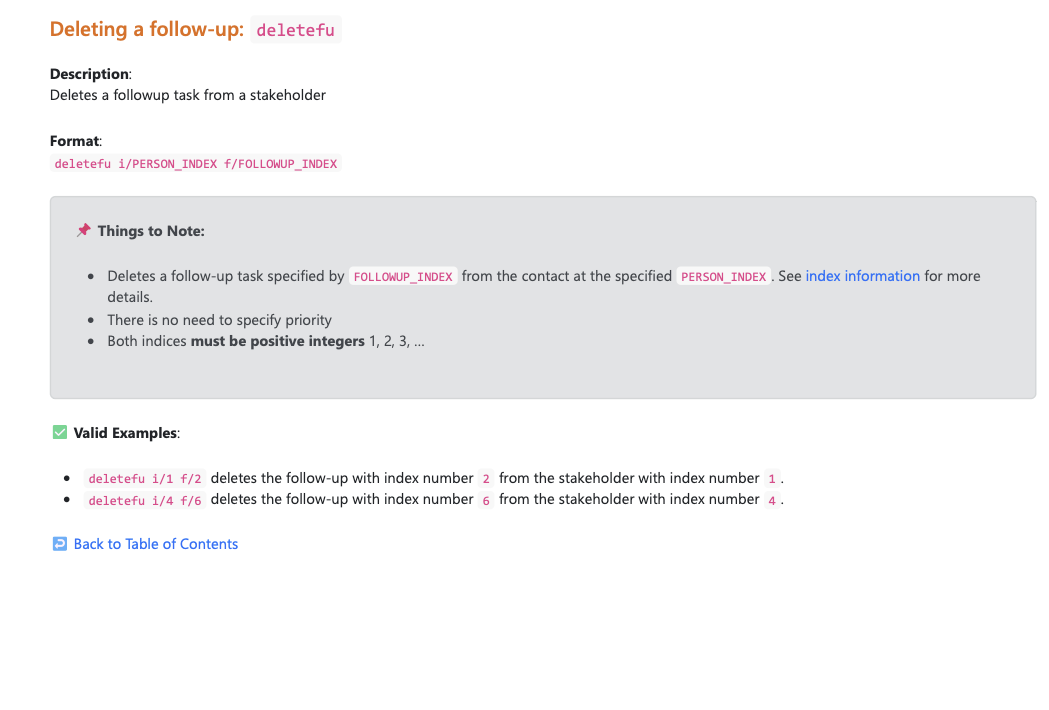 Deleting a follow-up: deletefu
Description:
Deletes a followup task from a stakeholder
Format:
deletefu i/PERSON_INDEX f/FOLLOWUP_INDEX
📌 Things to Note:
• Deletes a follow-up task specified by FOLLOWUP_INDEX from the contact at the specified PERSON_INDEX. See index information for more
details.
• There is no need to specify priority
• Both indices must be positive integers 1, 2, 3, …
✅ Valid Examples:
• deletefu i/1 f/2 deletes the follow-up with index number 2 from the stakeholder with index number 1.
• deletefu i/4 f/6 deletes the follow-up with index number 6 from the stakeholder with index number 4.
↩️ Back to Table of Contents